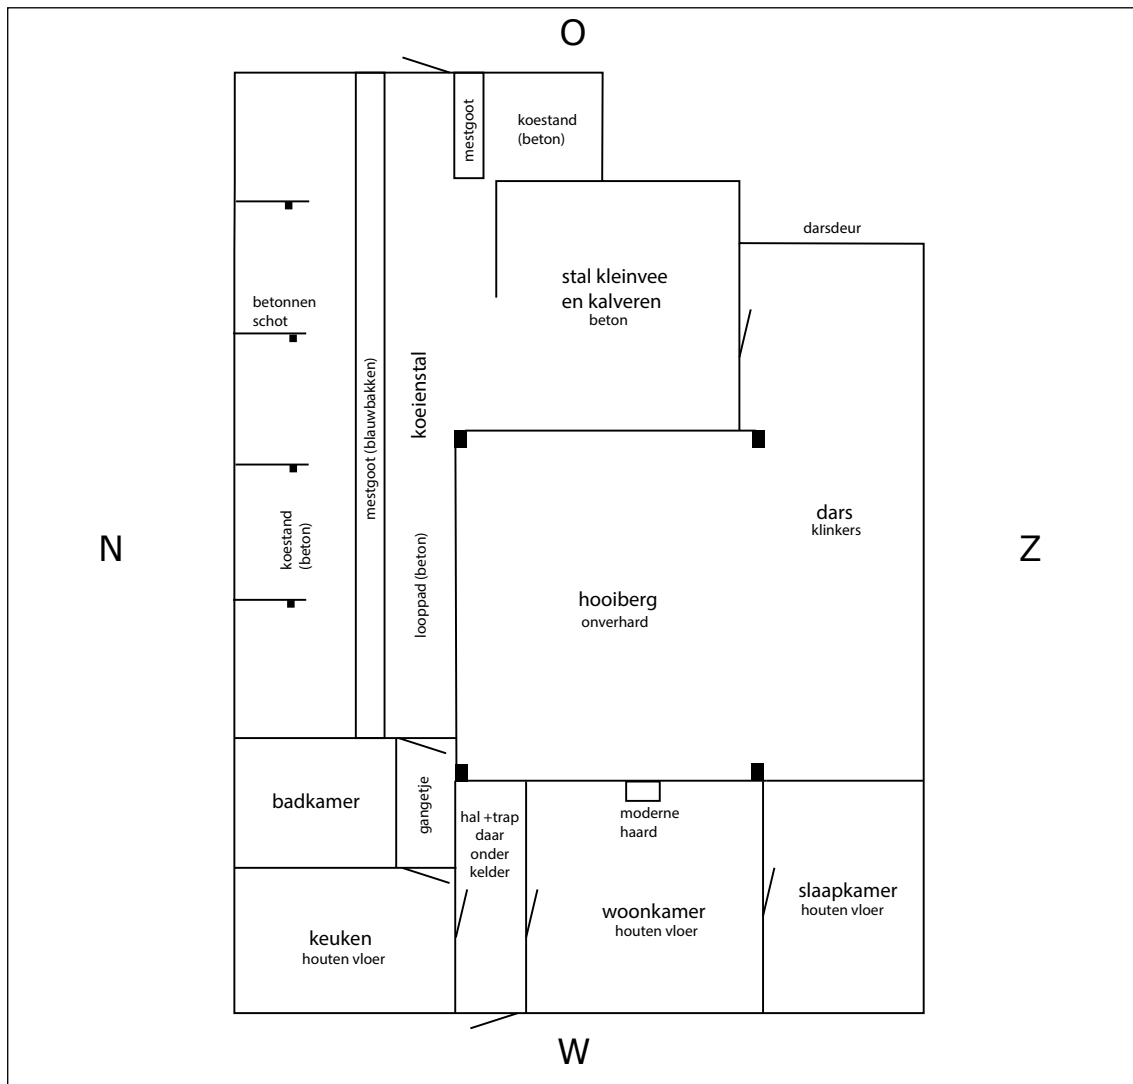 O
mestgoot
koestand
(beton)
darsdeur
stal kleinvee
en kalveren
beton
betonnen
schot
koeienstal
mestgoot (blauwbakken)
dars
klinkers
N
Z
koestand
(beton)
looppad (beton)
hooiberg
onverhard
badkamer
gangetje
hal +trap
daar
onder
kelder
moderne
haard
slaapkamer
houten vloer
woonkamer
houten vloer
keuken
houten vloer
W